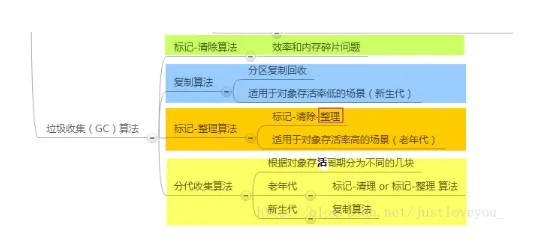 标记-清除算法
效率和内存碎片问题
复制算法
分区复制回收
适用于对象存活率低的场景（新生代）
垃圾收集（GC）算法
标记-整理算法
标记-清除-整理
适用于对象存活率高的场景（老年代）
分代收集算法
根据对象存活周期分为不同的几块
老年代
标记-清理 or 标记-整理 算法
新生代
复制算法